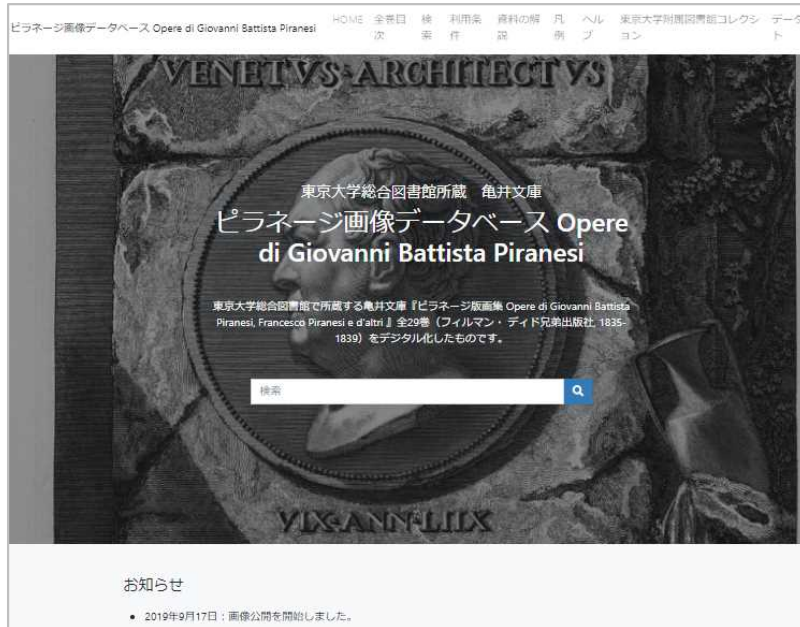 ピラネージ画像データベース Opere di Giovanni Battista Piranesi HOME 全巻目次 検索 利用条件 資料の解説 凡例 ヘルプ 東京大学附属図書館コレクション データ
ト
VENETVS·ARCHITECTVS
東京大学総合図書館所蔵 亀井文庫
ピラネージ画像データベース Opere
di Giovanni Battista Piranesi
東京大学総合図書館で所蔵する亀井文庫『ピラネージ版画集 Opere di Giovanni Battista
Piranesi, Francesco Piranesi e d'altri 』全29巻（フィルマン・ ディド兄弟出版社, 1835-
1839）をデジタル化したものです。
検索
VIX·ANN·LIIX
お知らせ
• 2019年9月17日：画像公開を開始しました。